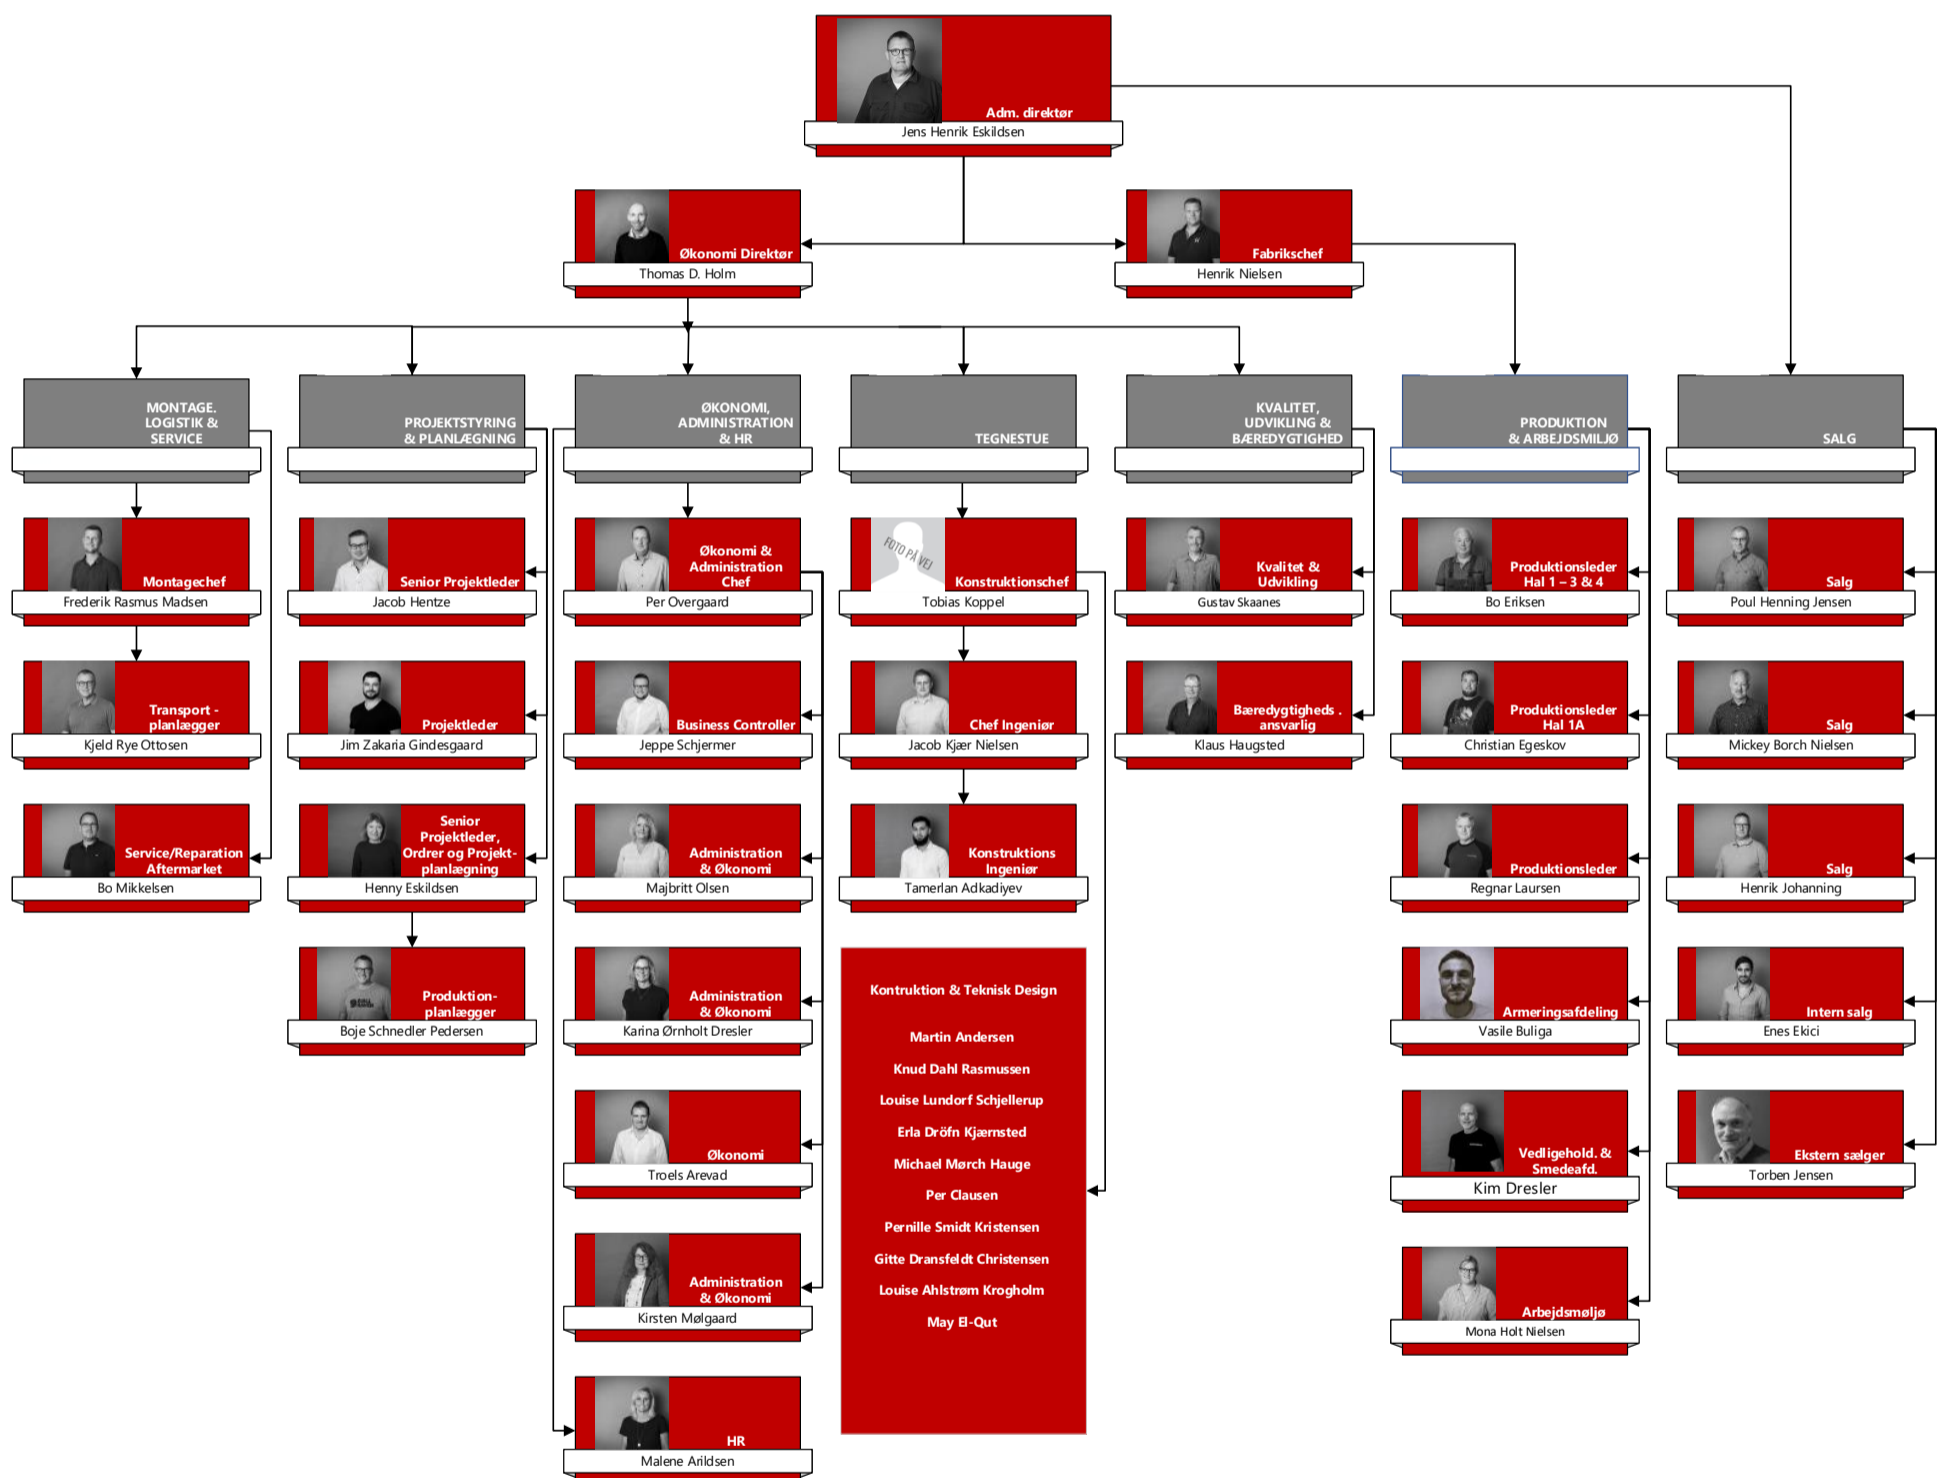 Adm. direktør
Jens Henrik Eskildsen
Økonomi Direktør
Thomas D. Holm
Fabrikschef
Henrik Nielsen
MONTAGE.
LOGISTIK &
SERVICE
PROJEKTSTYRING
& PLANLÆGNING
ØKONOMI,
ADMINISTRATION
& HR
TEGNESTUE
KVALITET,
UDVIKLING &
BÆREDYGTIGHED
PRODUKTION
& ARBEJDSMILJØ
SALG
Montagechef
Frederik Rasmus Madsen
Transport -
planlægger
Kjeld Rye Ottosen
Service/Reparation
Aftermarket
Bo Mikkelsen
Senior Projektleder
Jacob Hentze
Projektleder
Jim Zakaria Gindesgaard
Senior
Projektleder,
Ordrer og Projekt-
planlægning
Henny Eskildsen
Produktion-
planlægger
Boje Schnedler Pedersen
Økonomi &
Administration
Chef
Per Overgaard
Business Controller
Jeppe Schjermer
Administration
& Økonomi
Majbritt Olsen
Administration
& Økonomi
Karina Ørnholt Dresler
Økonomi
Troels Arevad
Administration
& Økonomi
Kirsten Mølgaard
HR
Malene Arildsen
FOTO PÅ VEJ
Konstruktionschef
Tobias Koppel
Chef Ingeniør
Jacob Kjær Nielsen
Konstruktions
Ingeniør
Tamerlan Adkadiyev
Kontruktion & Teknisk Design
Martin Andersen
Knud Dahl Rasmussen
Louise Lundorf Schjellerup
Erla Dröfn Kjærnsted
Michael Mørch Hauge
Per Clausen
Pernille Smidt Kristensen
Gitte Dransfeldt Christensen
Louise Ahlstrøm Krogholm
May El-Qut
Kvalitet &
Udvikling
Gustav Skaanes
Bæredygtigheds .
ansvarlig
Klaus Haugsted
Produktionsleder
Hal 1 – 3 & 4
Bo Eriksen
Produktionsleder
Hal 1A
Christian Egeskov
Produktionsleder
Regnar Laursen
Armeringsafdeling
Vasile Buliga
Vedligehold. &
Smedeafd.
Kim Dresler
Arbejdsmøljø
Mona Holt Nielsen
Salg
Poul Henning Jensen
Salg
Mickey Borch Nielsen
Salg
Henrik Johanning
Intern salg
Enes Ekici
Ekstern sælger
Torben Jensen